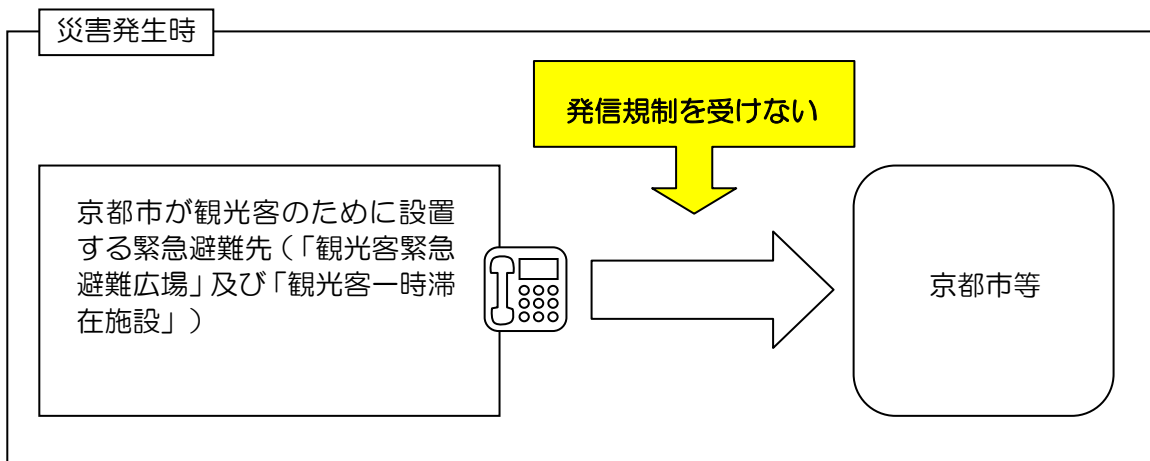 災害発生時
発信規制を受けない
京都市が観光客のために設置
する緊急避難先（「観光客緊急
避難広場」及び「観光客一時滞
在施設」）
京都市等